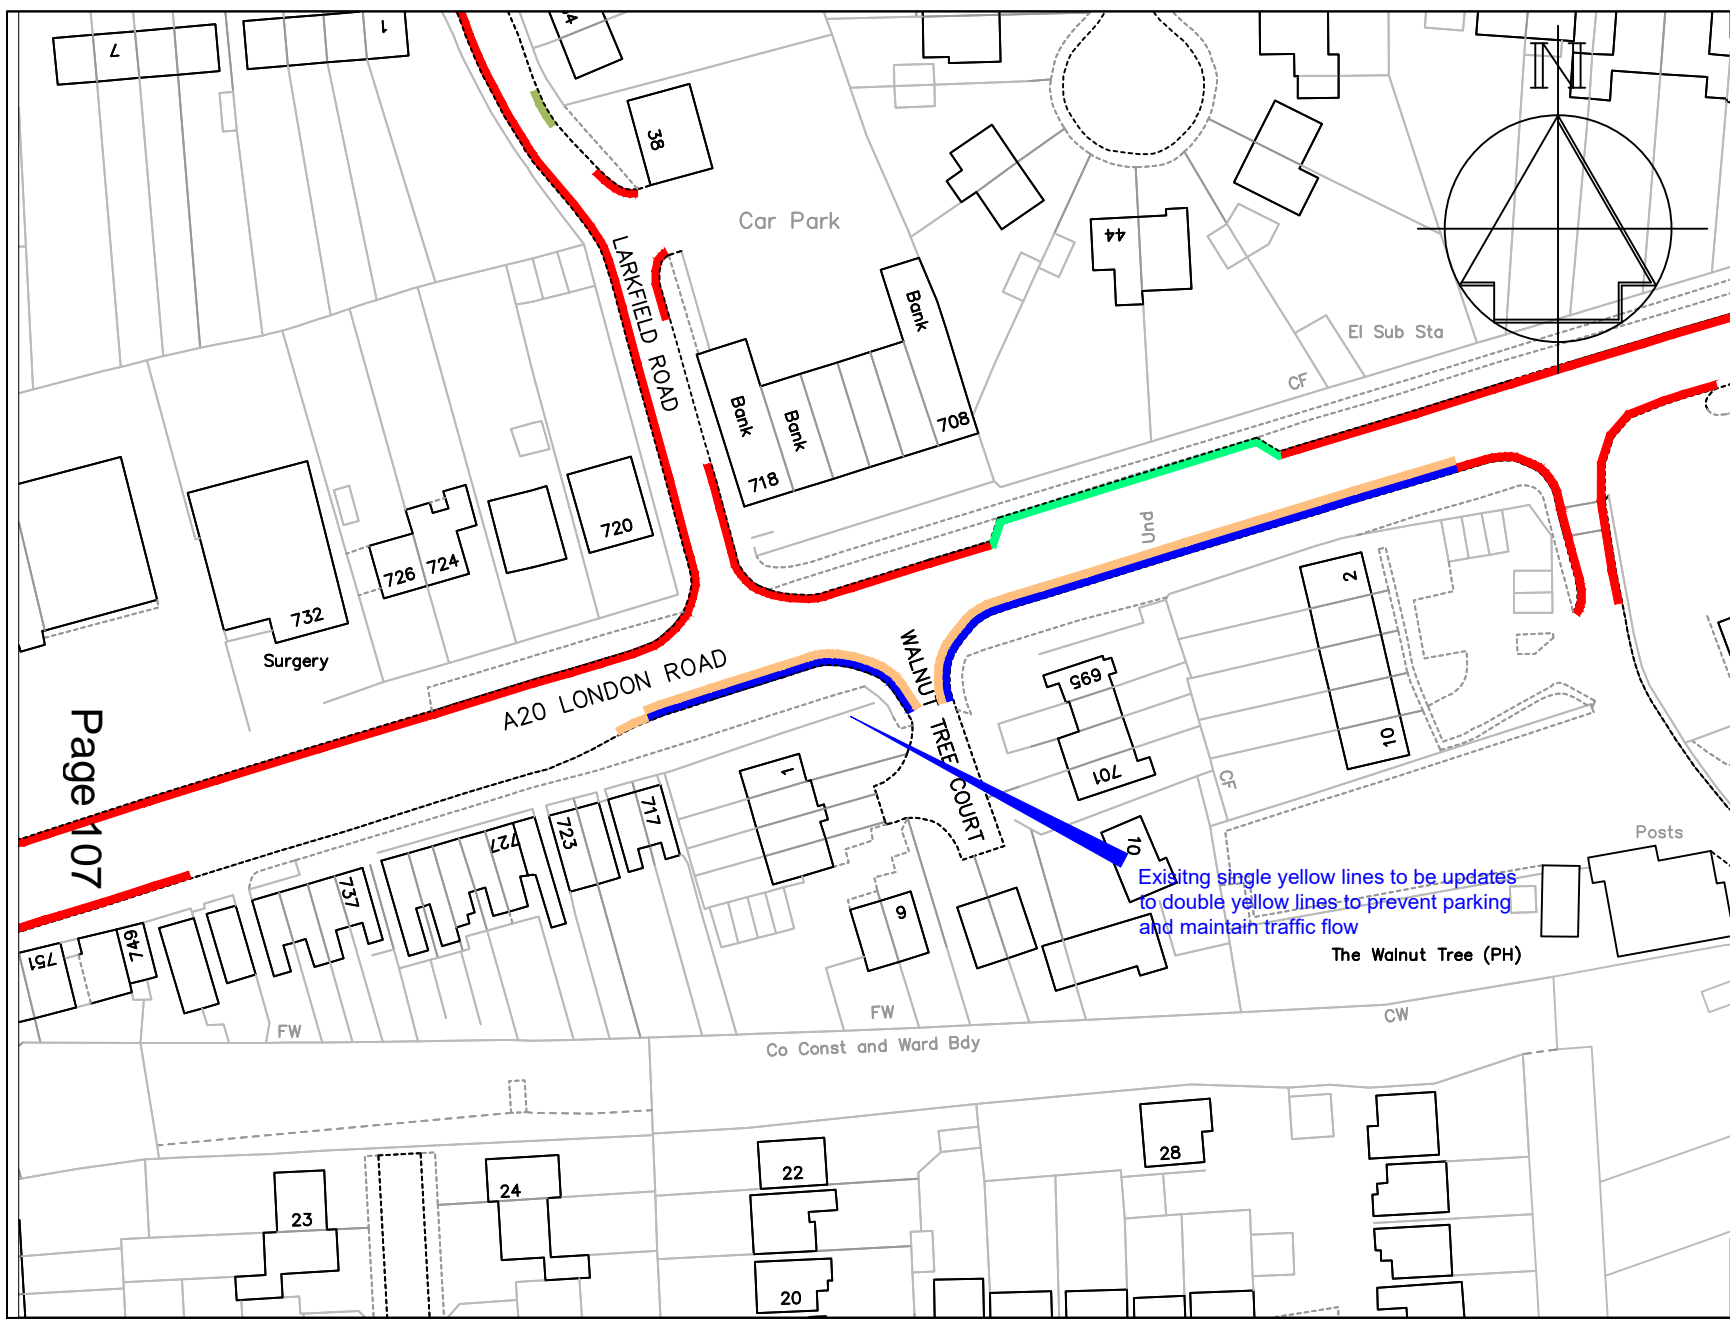 7
1
38
Car Park
44
El Sub Sta
CF
LARKFIELD ROAD
Bank
Bank
Bank
708
718
720
724
726
732
Surgery
pun
2
10
WALNUT TREE COURT
A20 LONDON ROAD
695
701
CF
Page 107
1
717
723
727
737
749
751
10
9
Posts
Exisitng single yellow lines to be updates
to double yellow lines to prevent parking
and maintain traffic flow
The Walnut Tree (PH)
FW
FW
CW
Co Const and Ward Bdy
28
22
24
23
20